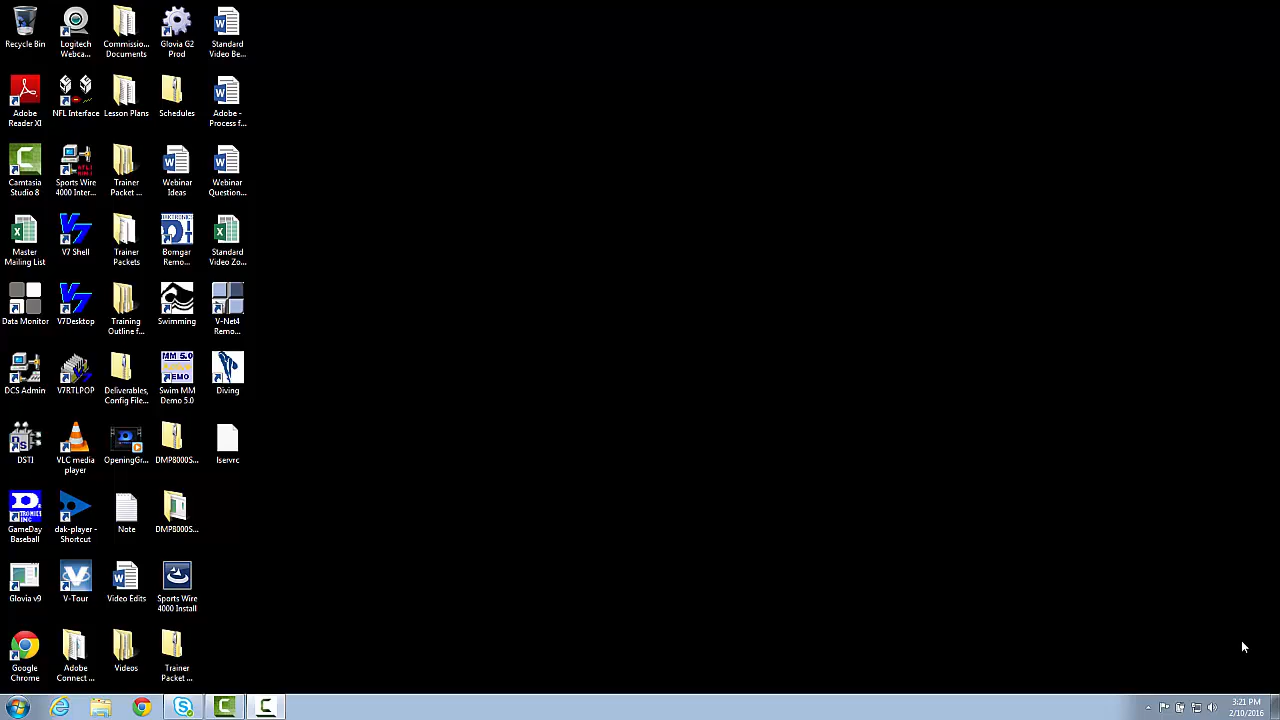 Recycle Bin
Logitech
Webca...
Commissio...
Documents
Glovia G2
Prod
Standard
Video Be...
Adobe
Reader XI
NFL Interface
Lesson Plans
Schedules
Adobe -
Process f...
Camtasia
Studio 8
Sports Wire
4000 Inter...
Trainer
Packet ...
Webinar
Ideas
Webinar
Question...
Master
Mailing List
V7 Shell
Trainer
Packets
Bomgar
Remo...
Standard
Video Zo...
Data Monitor
V7Desktop
Training
Outline f...
Swimming
V-Net4
Remo...
DCS Admin
V7RTLPOP
Deliverables,
Config File...
MM 5.0
DEMO
Swim MM
Demo 5.0
Diving
DSTJ
VLC media
player
OpeningGr...
DMP8000S...
lservrc
GameDay
Baseball
dak-player -
Shortcut
Note
DMP8000S...
Glovia v9
V-Tour
Video Edits
Sports Wire
4000 Install
Google
Chrome
Adobe
Connect ...
Videos
Trainer
Packet ...
3:21 PM
2/10/2016